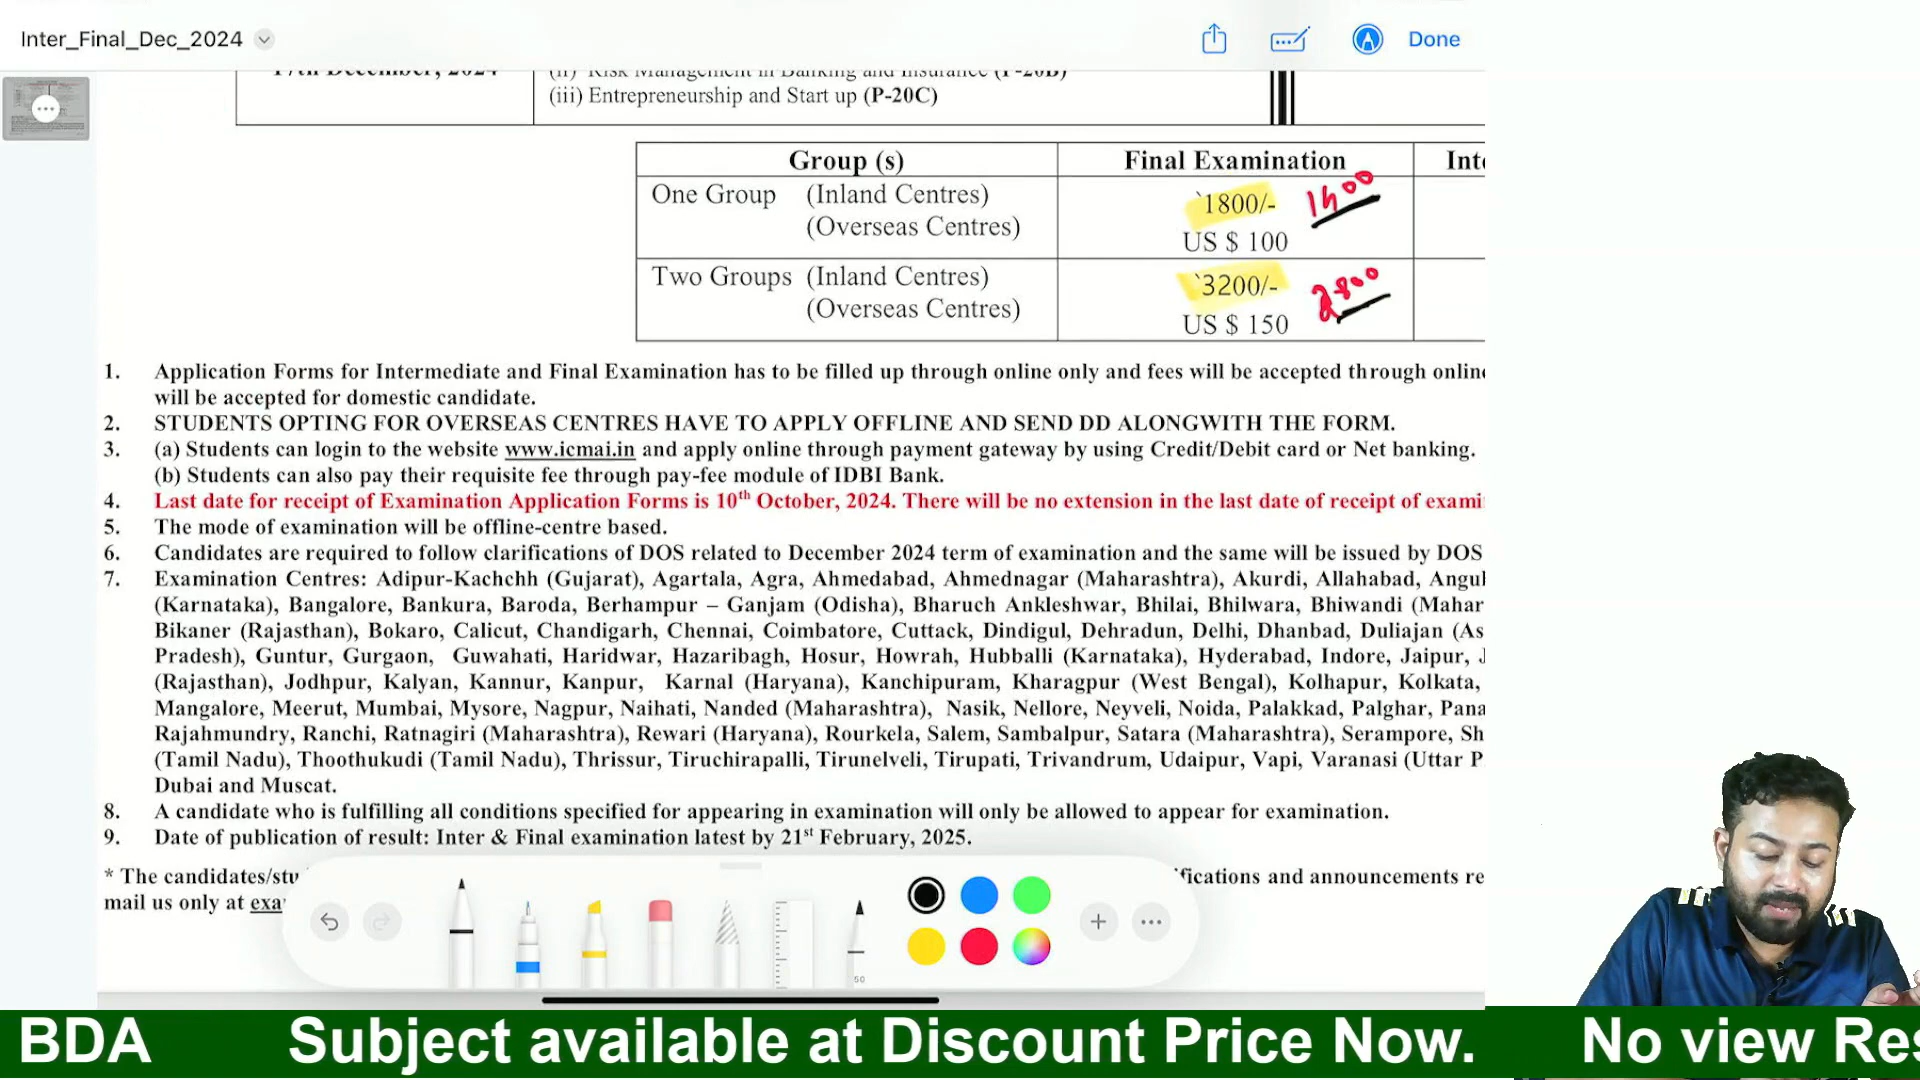 Inter_Final_Dec_2024
Done
17th December, 2024
(ii) Risk Management in Banking and Insurance (P-20B)
(iii) Entrepreneurship and Start up (P-20C)
Group (s) Final Examination
One Group (Inland Centres) `1800/- 1400
(Overseas Centres) US $ 100
Two Groups (Inland Centres) `3200/- 2800
(Overseas Centres) US $ 150
1. Application Forms for Intermediate and Final Examination has to be filled up through online only and fees will be accepted through online
will be accepted for domestic candidate.
2. STUDENTS OPTING FOR OVERSEAS CENTRES HAVE TO APPLY OFFLINE AND SEND DD ALONGWITH THE FORM.
3. (a) Students can login to the website www.icmai.in and apply online through payment gateway by using Credit/Debit card or Net banking.
(b) Students can also pay their requisite fee through pay-fee module of IDBI Bank.
4. Last date for receipt of Examination Application Forms is 10th October, 2024. There will be no extension in the last date of receipt of exami
5. The mode of examination will be offline-centre based.
6. Candidates are required to follow clarifications of DOS related to December 2024 term of examination and the same will be issued by DOS
7. Examination Centres: Adipur-Kachchh (Gujarat), Agartala, Agra, Ahmedabad, Ahmednagar (Maharashtra), Akurdi, Allahabad, Angul
(Karnataka), Bangalore, Bankura, Baroda, Berhampur – Ganjam (Odisha), Bharuch Ankleshwar, Bhilai, Bhilwara, Bhiwandi (Mahar
Bikaner (Rajasthan), Bokaro, Calicut, Chandigarh, Chennai, Coimbatore, Cuttack, Dindigul, Dehradun, Delhi, Dhanbad, Duliajan (As
Pradesh), Guntur, Gurgaon, Guwahati, Haridwar, Hazaribagh, Hosur, Howrah, Hubballi (Karnataka), Hyderabad, Indore, Jaipur, J
(Rajasthan), Jodhpur, Kalyan, Kannur, Kanpur, Karnal (Haryana), Kanchipuram, Kharagpur (West Bengal), Kolhapur, Kolkata,
Mangalore, Meerut, Mumbai, Mysore, Nagpur, Naihati, Nanded (Maharashtra), Nasik, Nellore, Neyveli, Noida, Palakkad, Palghar, Pana
Rajahmundry, Ranchi, Ratnagiri (Maharashtra), Rewari (Haryana), Rourkela, Salem, Sambalpur, Satara (Maharashtra), Serampore, Sh
(Tamil Nadu), Thoothukudi (Tamil Nadu), Thrissur, Tiruchirapalli, Tirunelveli, Tirupati, Trivandrum, Udaipur, Vapi, Varanasi (Uttar P
Dubai and Muscat.
8. A candidate who is fulfilling all conditions specified for appearing in examination will only be allowed to appear for examination.
9. Date of publication of result: Inter & Final examination latest by 21st February, 2025.
* The candidates/stu fications and announcements re
mail us only at exa
50
BDA Subject available at Discount Price Now. No view Res